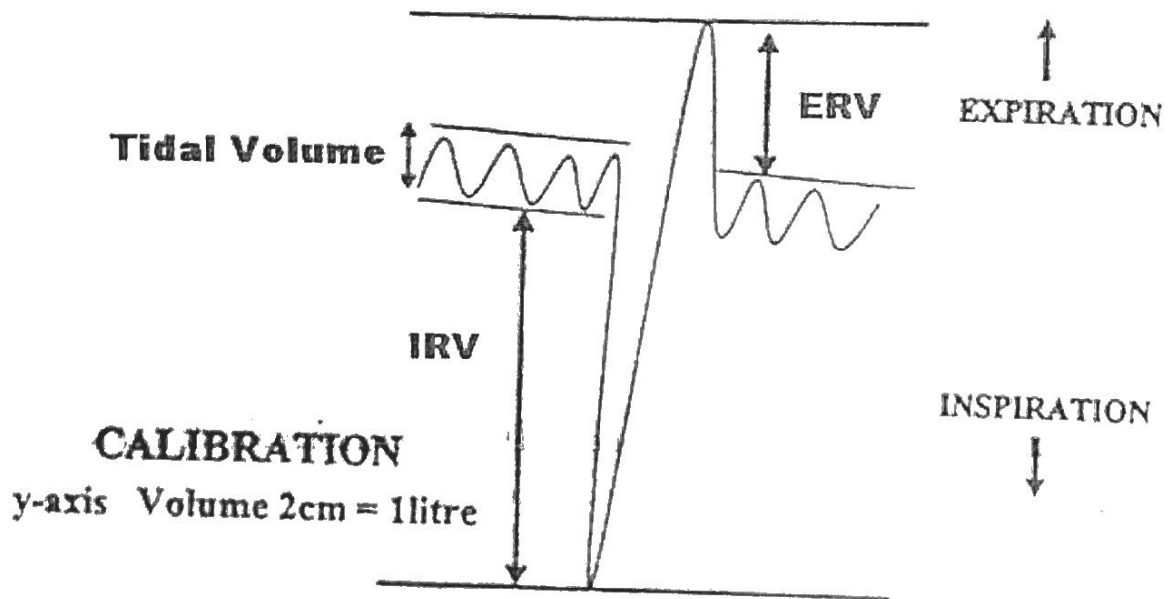 ERV
EXPIRATION
Tidal Volume
IRV
INSPIRATION
CALIBRATION
y-axis Volume 2cm = 1litre